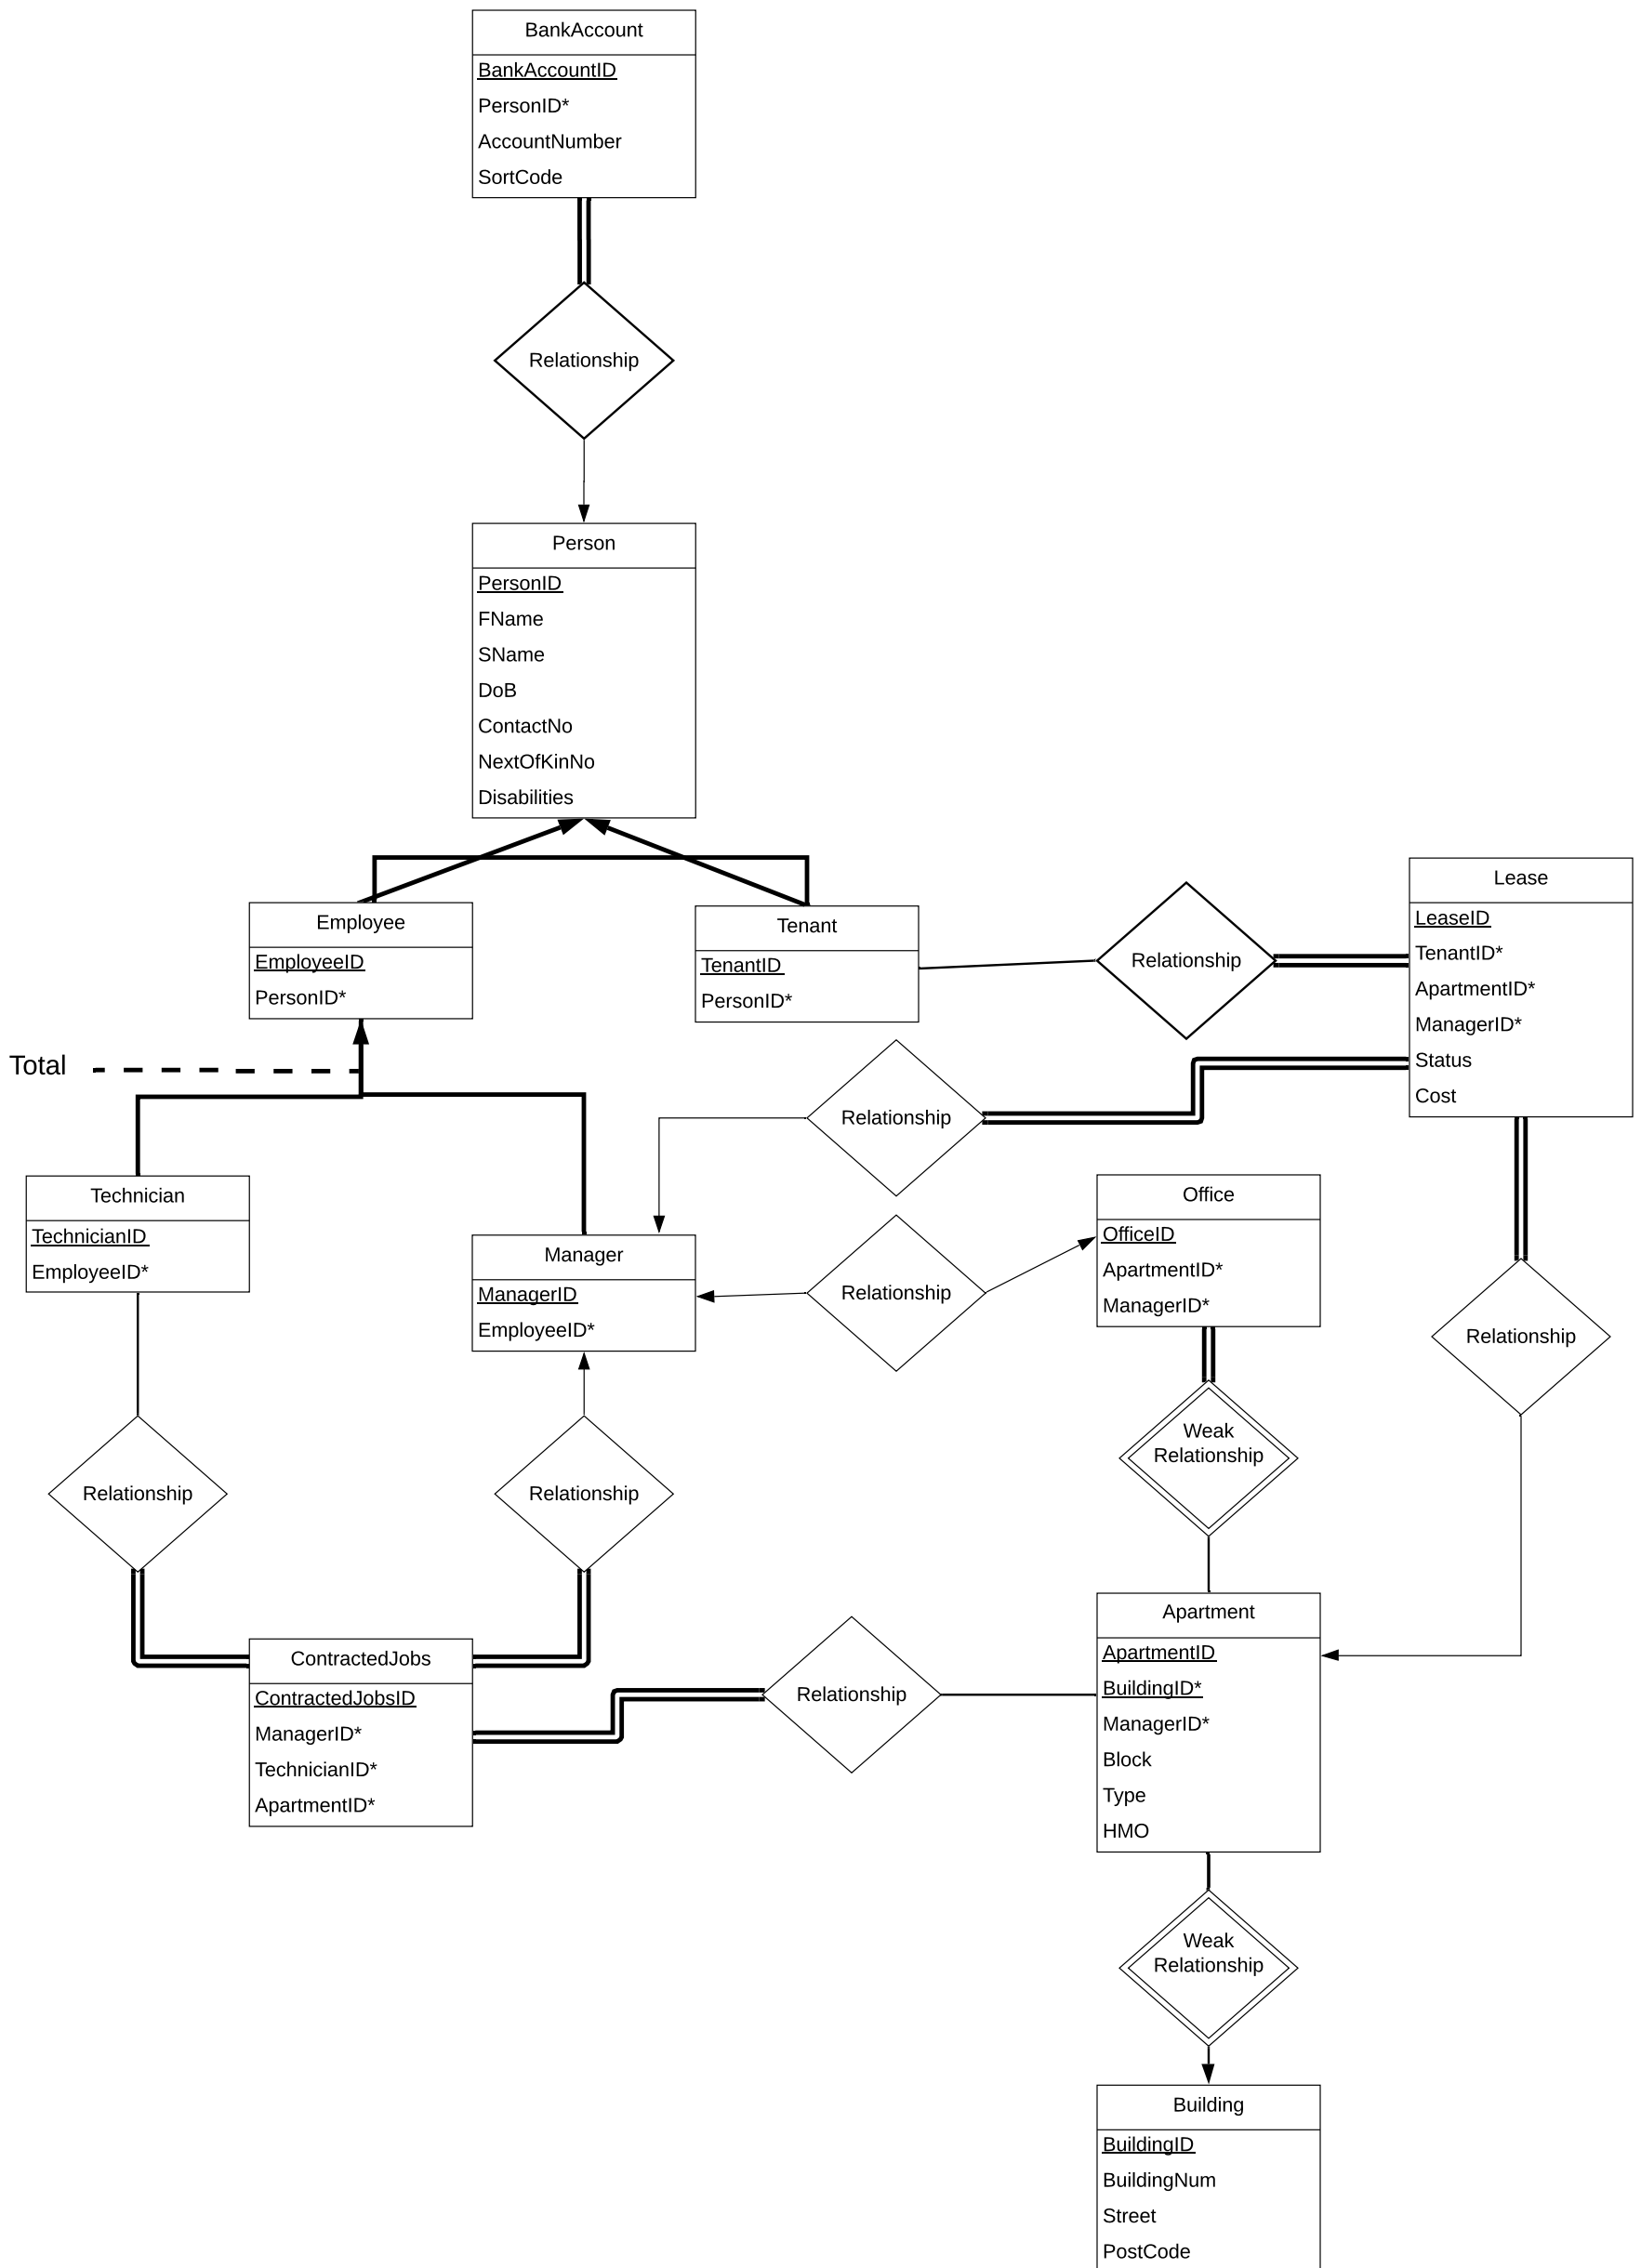 BankAccount
BankAccountID
PersonID*
AccountNumber
SortCode
Relationship
Person
PersonID
FName
SName
DoB
ContactNo
NextOfKinNo
Disabilities
Employee
EmployeeID
PersonID*
Tenant
TenantID
PersonID*
Relationship
Lease
LeaseID
TenantID*
ApartmentID*
ManagerID*
Status
Cost
Total
Relationship
Technician
TechnicianID
EmployeeID*
Manager
ManagerID
EmployeeID*
Relationship
Office
OfficeID
ApartmentID*
ManagerID*
Relationship
Weak
Relationship
Relationship
Relationship
ContractedJobs
ContractedJobsID
ManagerID*
TechnicianID*
ApartmentID*
Relationship
Apartment
ApartmentID
BuildingID*
ManagerID*
Block
Type
HMO
Weak
Relationship
Building
BuildingID
BuildingNum
Street
PostCode